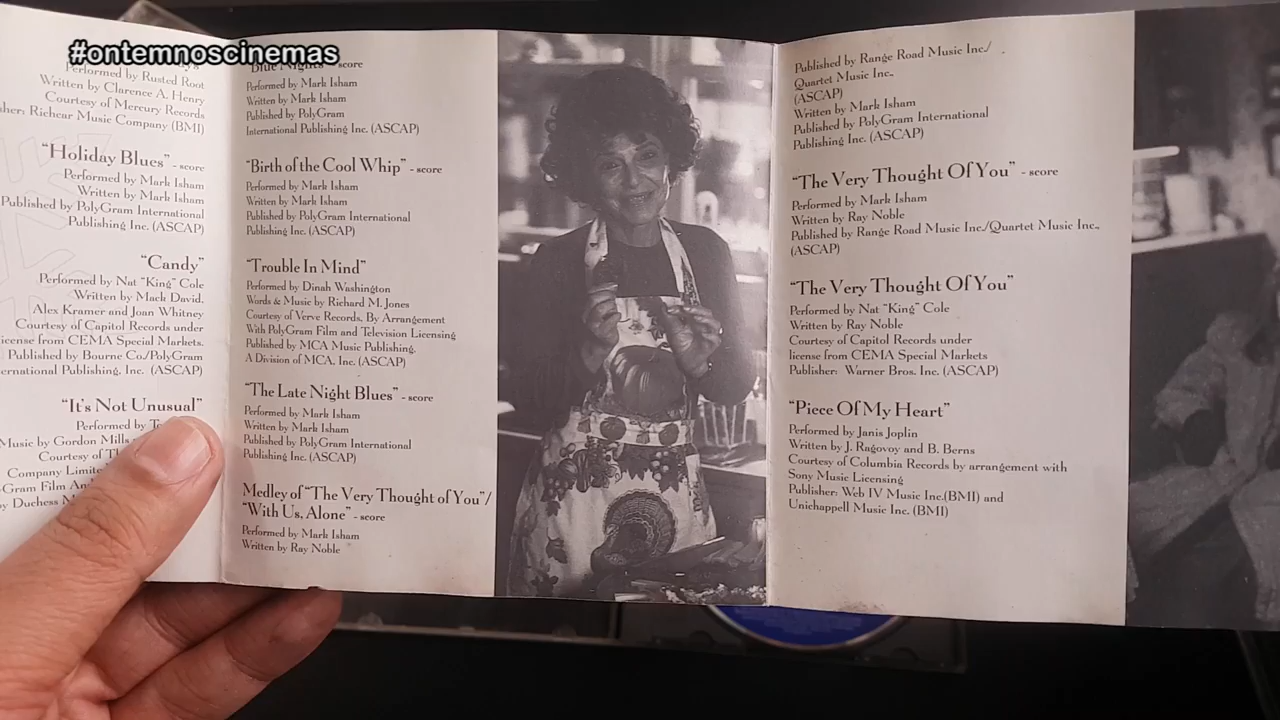 #ontemnoscinemas
Performed by Rusted Root
Written by Clarence A. Henry
Courtesy of Mercury Records
Richcar Music Company (BMI)
"Holiday Blues" - score
Performed by Mark Isham
Written by Mark Isham
Published by PolyGram International
Publishing Inc. (ASCAP)
"Candy"
Performed by Nat "King" Cole
Written by Mack David,
Alex Kramer and Joan Whitney
Courtesy of Capitol Records under
license from CEMA Special Markets.
Published by Bourne Co/PolyGram
Publishing, Inc. (ASCAP)
"It's Not Unusual"
Performed by
Music by Gordon Mills
Courtesy of
Company
Gram Film
by Duchess
Blue Nights" - score
Performed by Mark Isham
Written by Mark Isham
Published by PolyGram
International Publishing Inc. (ASCAP)
"Birth of the Cool Whip" - score
Performed by Mark Isham
Written by Mark Isham
Published by PolyGram International
Publishing Inc. (ASCAP)
"Trouble In Mind"
Performed by Dinah Washington
Words & Music by Richard M. Jones
Courtesy of Verve Records. By Arrangement
With PolyGram Film and Television Licensing
Published by MCA Music Publishing,
A Division of MCA, Inc. (ASCAP)
"The Late Night Blues" - score
Performed by Mark Isham
Written by Mark Isham
Published by PolyGram International
Publishing Inc. (ASCAP)
Medley of "The Very Thought of You"/
"With Us, Alone" - score
Performed by Mark Isham
Written by Ray Noble
Published by Range Road Music Inc./
Quartet Music Inc.,
(ASCAP)
Written by Mark Isham
Published by PolyGram International
Publishing Inc. (ASCAP)
"The Very Thought Of You" - score
Performed by Mark Isham
Written by Ray Noble
Published by Range Road Music Inc./Quartet Music Inc.,
(ASCAP)
"The Very Thought Of You"
Performed by Nat "King" Cole
Written by Ray Noble
Courtesy of Capitol Records under
license from CEMA Special Markets
Publisher: Warner Bros. Inc. (ASCAP)
"Piece Of My Heart"
Performed by Janis Joplin
Written by J. Ragovoy and B. Berns
Courtesy of Columbia Records by arrangement with
Sony Music Licensing
Publisher: Web IV Music Inc.(BMI) and
Unichappell Music Inc. (BMI)